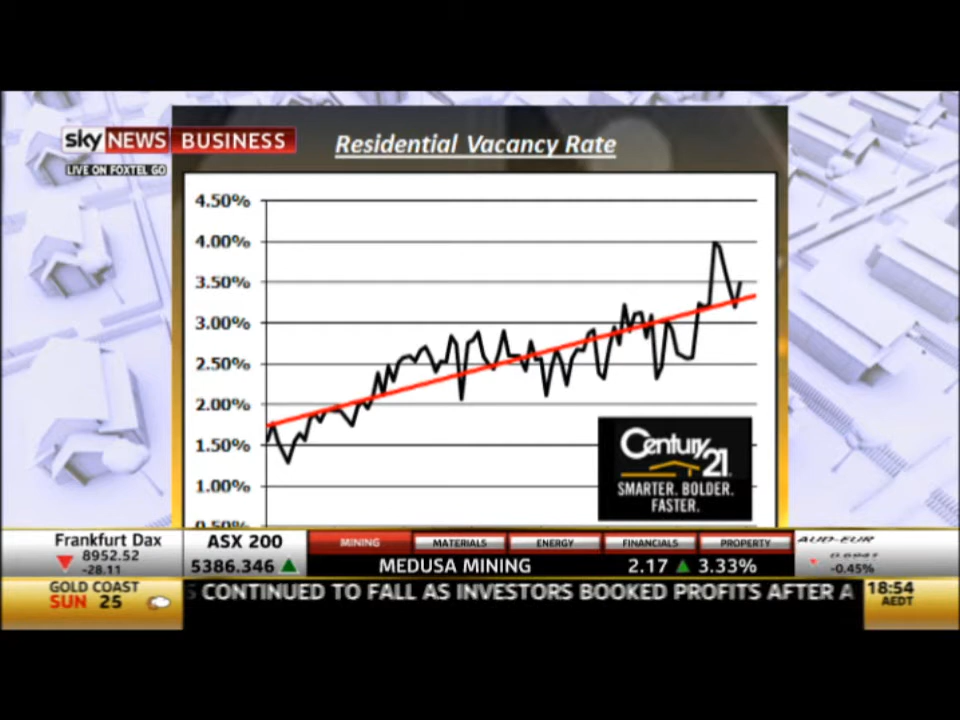 sky NEWS BUSINESS
LIVE ON FOXTEL GO
Residential Vacancy Rate
4.50%
4.00%
3.50%
3.00%
2.50%
2.00%
1.50%
1.00%
0.50%
Century 21
SMARTER. BOLDER.
FASTER.
Frankfurt Dax
8952.52
-28.11
ASX 200
5386.346
MINING
MATERIALS
ENERGY
FINANCIALS
PROPERTY
MEDUSA MINING 2.17 3.33%
AUD-EUR
-0.45%
GOLD COAST
SUN 25
S CONTINUED TO FALL AS INVESTORS BOOKED PROFITS AFTER A
18:54
AEDT